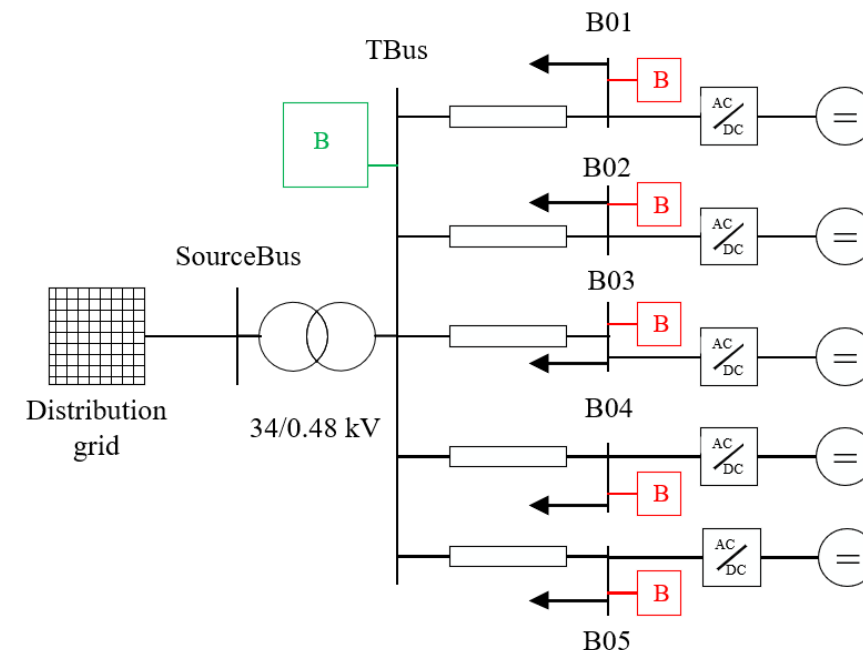 B01
TBus
B
AC
DC
=
B
B02
B
AC
DC
=
SourceBus
B03
B
AC
DC
=
Distribution
grid
34/0.48 kV
B04
AC
DC
=
B
AC
DC
=
B
B05